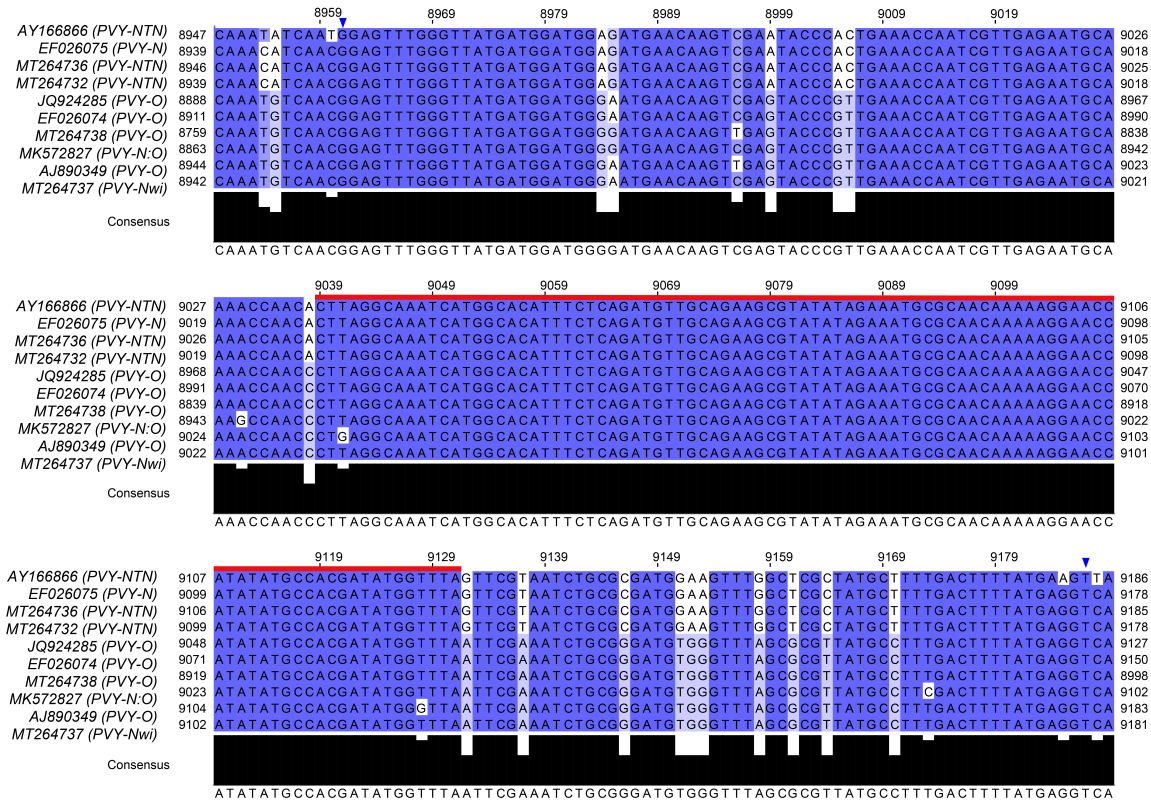 8959 8969 8979 8989 8999 9009 9019
AY166866 (PVY-NTN) 8947 CAAATATCAATGGAGTTTGGGTTATGATGGATGGAGATGAACAAGTCGAATACCCACTGAAACCAATCGTTGAGAATGCA 9026
EF026075 (PVY-N) 8939 CAAACATCAACGGAGTTTGGGTTATGATGGATGGAGATGAACAAGTCGAATACCCACTGAAACCAATCGTTGAGAATGCA 9018
MT264736 (PVY-NTN) 8946 CAAACATCAACGGAGTTTGGGTTATGATGGATGGAGATGAACAAGTCGAATACCCACTGAAACCAATCGTTGAGAATGCA 9025
MT264732 (PVY-NTN) 8939 CAAACATCAACGGAGTTTGGGTTATGATGGATGGAGATGAACAAGTCGAATACCCACTGAAACCAATCGTTGAGAATGCA 9018
JQ924285 (PVY-O) 8888 CAAATGTCAACGGAGTTTGGGTTATGATGGATGGGAATGAACAAGTCGAGTACCCGTTGAAACCAATCGTTGAGAATGCA 8967
EF026074 (PVY-O) 8911 CAAATGTCAACGGAGTTTGGGTTATGATGGATGGGAATGAACAAGTCGAGTACCCGTTGAAACCAATCGTTGAGAATGCA 8990
MT264738 (PVY-O) 8759 CAAATGTCAACGGAGTTTGGGTTATGATGGATGGGGATGAACAAGTTGAGTACCCGTTGAAACCAATCGTTGAGAATGCA 8838
MK572827 (PVY-N:O) 8863 CAAATGTCAACGGAGTTTGGGTTATGATGGATGGGGATGAACAAGTCGAGTACCCGTTGAAACCAATCGTTGAGAATGCA 8942
AJ890349 (PVY-O) 8944 CAAATGTCAACGGAGTTTGGGTTATGATGGATGGGAATGAACAAGTTGAGTACCCGTTGAAACCAATCGTTGAGAATGCA 9023
MT264737 (PVY-Nwi) 8942 CAAATGTCAACGGAGTTTGGGTTATGATGGATGGGAATGAACAAGTCGAGTACCCGTTGAAACCAATCGTTGAGAATGCA 9021
Consensus
CAAATGTCAACGGAGTTTGGGTTATGATGGATGGGGATGAACAAGTCGAGTACCCGTTGAAACCAATCGTTGAGAATGCA
9039 9049 9059 9069 9079 9089 9099
AY166866 (PVY-NTN) 9027 AAACCAACACTTAGGCAAATCATGGCACATTTCTCAGATGTTGCAGAAGCGTATATAGAAATGCGCAACAAAAAGGAACC 9106
EF026075 (PVY-N) 9019 AAACCAACACTTAGGCAAATCATGGCACATTTCTCAGATGTTGCAGAAGCGTATATAGAAATGCGCAACAAAAAGGAACC 9098
MT264736 (PVY-NTN) 9026 AAACCAACACTTAGGCAAATCATGGCACATTTCTCAGATGTTGCAGAAGCGTATATAGAAATGCGCAACAAAAAGGAACC 9105
MT264732 (PVY-NTN) 9019 AAACCAACACTTAGGCAAATCATGGCACATTTCTCAGATGTTGCAGAAGCGTATATAGAAATGCGCAACAAAAAGGAACC 9098
JQ924285 (PVY-O) 8968 AAACCAACCCTTAGGCAAATCATGGCACATTTCTCAGATGTTGCAGAAGCGTATATAGAAATGCGCAACAAAAAGGAACC 9047
EF026074 (PVY-O) 8991 AAACCAACCCTTAGGCAAATCATGGCACATTTCTCAGATGTTGCAGAAGCGTATATAGAAATGCGCAACAAAAAGGAACC 9070
MT264738 (PVY-O) 8839 AAACCAACCCTTAGGCAAATCATGGCACATTTCTCAGATGTTGCAGAAGCGTATATAGAAATGCGCAACAAAAAGGAACC 8918
MK572827 (PVY-N:O) 8943 AAGCCAACCCTTAGGCAAATCATGGCACATTTCTCAGATGTTGCAGAAGCGTATATAGAAATGCGCAACAAAAAGGAACC 9022
AJ890349 (PVY-O) 9024 AAACCAACCCTGAGGCAAATCATGGCACATTTCTCAGATGTTGCAGAAGCGTATATAGAAATGCGCAACAAAAAGGAACC 9103
MT264737 (PVY-Nwi) 9022 AAACCAACCCTTAGGCAAATCATGGCACATTTCTCAGATGTTGCAGAAGCGTATATAGAAATGCGCAACAAAAAGGAACC 9101
Consensus
AAACCAACCCTTAGGCAAATCATGGCACATTTCTCAGATGTTGCAGAAGCGTATATAGAAATGCGCAACAAAAAGGAACC
9119 9129 9139 9149 9159 9169 9179
AY166866 (PVY-NTN) 9107 ATATATGCCACGATATGGTTTAGTTCGTAATCTGCGCGATGGAAGTTTGGCTCGCTATGCTTTTGACTTTTATGAAGTTA 9186
EF026075 (PVY-N) 9099 ATATATGCCACGATATGGTTTAGTTCGTAATCTGCGCGATGGAAGTTTGGCTCGCTATGCTTTTGACTTTTATGAGGTCA 9178
MT264736 (PVY-NTN) 9106 ATATATGCCACGATATGGTTTAGTTCGTAATCTGCGCGATGGAAGTTTGGCTCGCTATGCTTTTGACTTTTATGAGGTCA 9185
MT264732 (PVY-NTN) 9099 ATATATGCCACGATATGGTTTAGTTCGTAATCTGCGCGATGGAAGTTTGGCTCGCTATGCTTTTGACTTTTATGAGGTCA 9178
JQ924285 (PVY-O) 9048 ATATATGCCACGATATGGTTTAATTCGAAATCTGCGGGATGTGGGTTTAGCGCGTTATGCCTTTGACTTTTATGAGGTCA 9127
EF026074 (PVY-O) 9071 ATATATGCCACGATATGGTTTAATTCGAAATCTGCGGGATGTGGGTTTAGCGCGTTATGCCTTTGACTTTTATGAGGTCA 9150
MT264738 (PVY-O) 8919 ATATATGCCACGATATGGTTTAATTCGAAATCTGCGGGATGTGGGTTTAGCGCGTTATGCCTTTGACTTTTATGAGGTCA 8998
MK572827 (PVY-N:O) 9023 ATATATGCCACGATATGGTTTAATTCGAAATCTGCGGGATGTGGGTTTAGCGCGTTATGCCTTCGACTTTTATGAGGTCA 9102
AJ890349 (PVY-O) 9104 ATATATGCCACGATATGGGTTAATTCGAAATCTGCGGGATGTGGGTTTAGCGCGTTATGCCTTTGACTTTTATGAGGTCA 9183
MT264737 (PVY-Nwi) 9102 ATATATGCCACGATATGGTTTAATTCGAAATCTGCGGGATGTGGGTTTAGCGCGTTATGCCTTTGACTTTTATGAGGTCA 9181
Consensus
ATATATGCCACGATATGGTTTAATTCGAAATCTGCGGGATGTGGGTTTAGCGCGTTATGCCTTTGACTTTTATGAGGTCA